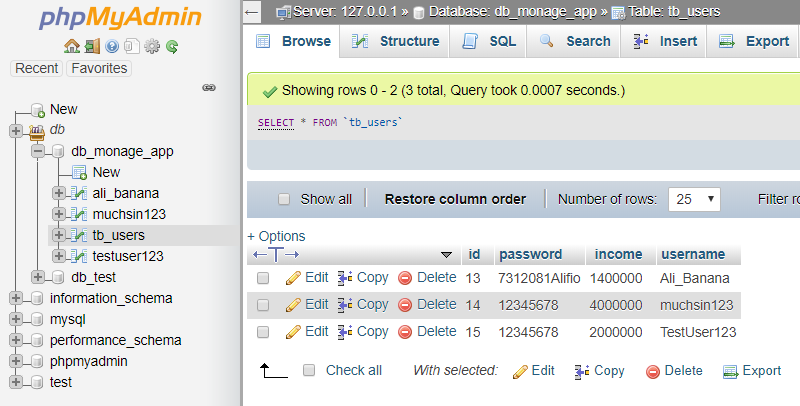 phpMyAdmin
Recent Favorites
New
db
db_monage_app
New
ali_banana
muchsin123
tb_users
testuser123
db_test
information_schema
mysql
performance_schema
phpmyadmin
test
Server: 127.0.0.1 » Database: db_monage_app » Table: tb_users
Browse Structure SQL Search Insert Export
Showing rows 0 - 2 (3 total, Query took 0.0007 seconds.)
SELECT * FROM `tb_users`
Show all Restore column order Number of rows: 25 Filter ro
+ Options
←T→ id password income username
Edit Copy Delete 13 7312081Alifio 1400000 Ali_Banana
Edit Copy Delete 14 12345678 4000000 muchsin123
Edit Copy Delete 15 12345678 2000000 TestUser123
Check all With selected: Edit Copy Delete Export